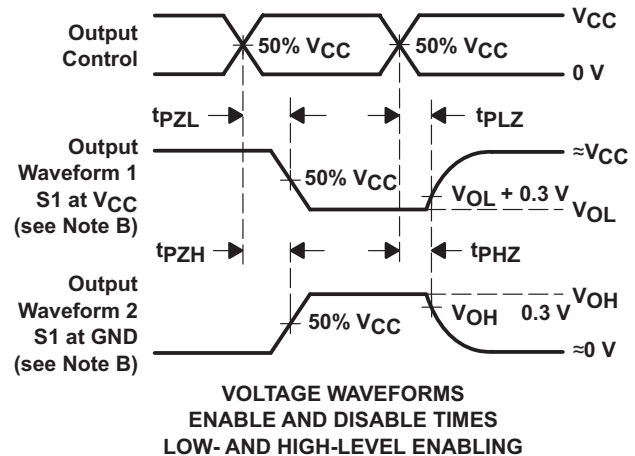 Output
Control
50% VCC
50% VCC
VCC
0 V
tPZL
tPLZ
Output
Waveform 1
S1 at VCC
(see Note B)
50% VCC
VOL + 0.3 V
≈VCC
VOL
tPZH
tPHZ
Output
Waveform 2
S1 at GND
(see Note B)
50% VCC
VOH 0.3 V
VOH
≈0 V
VOLTAGE WAVEFORMS
ENABLE AND DISABLE TIMES
LOW- AND HIGH-LEVEL ENABLING